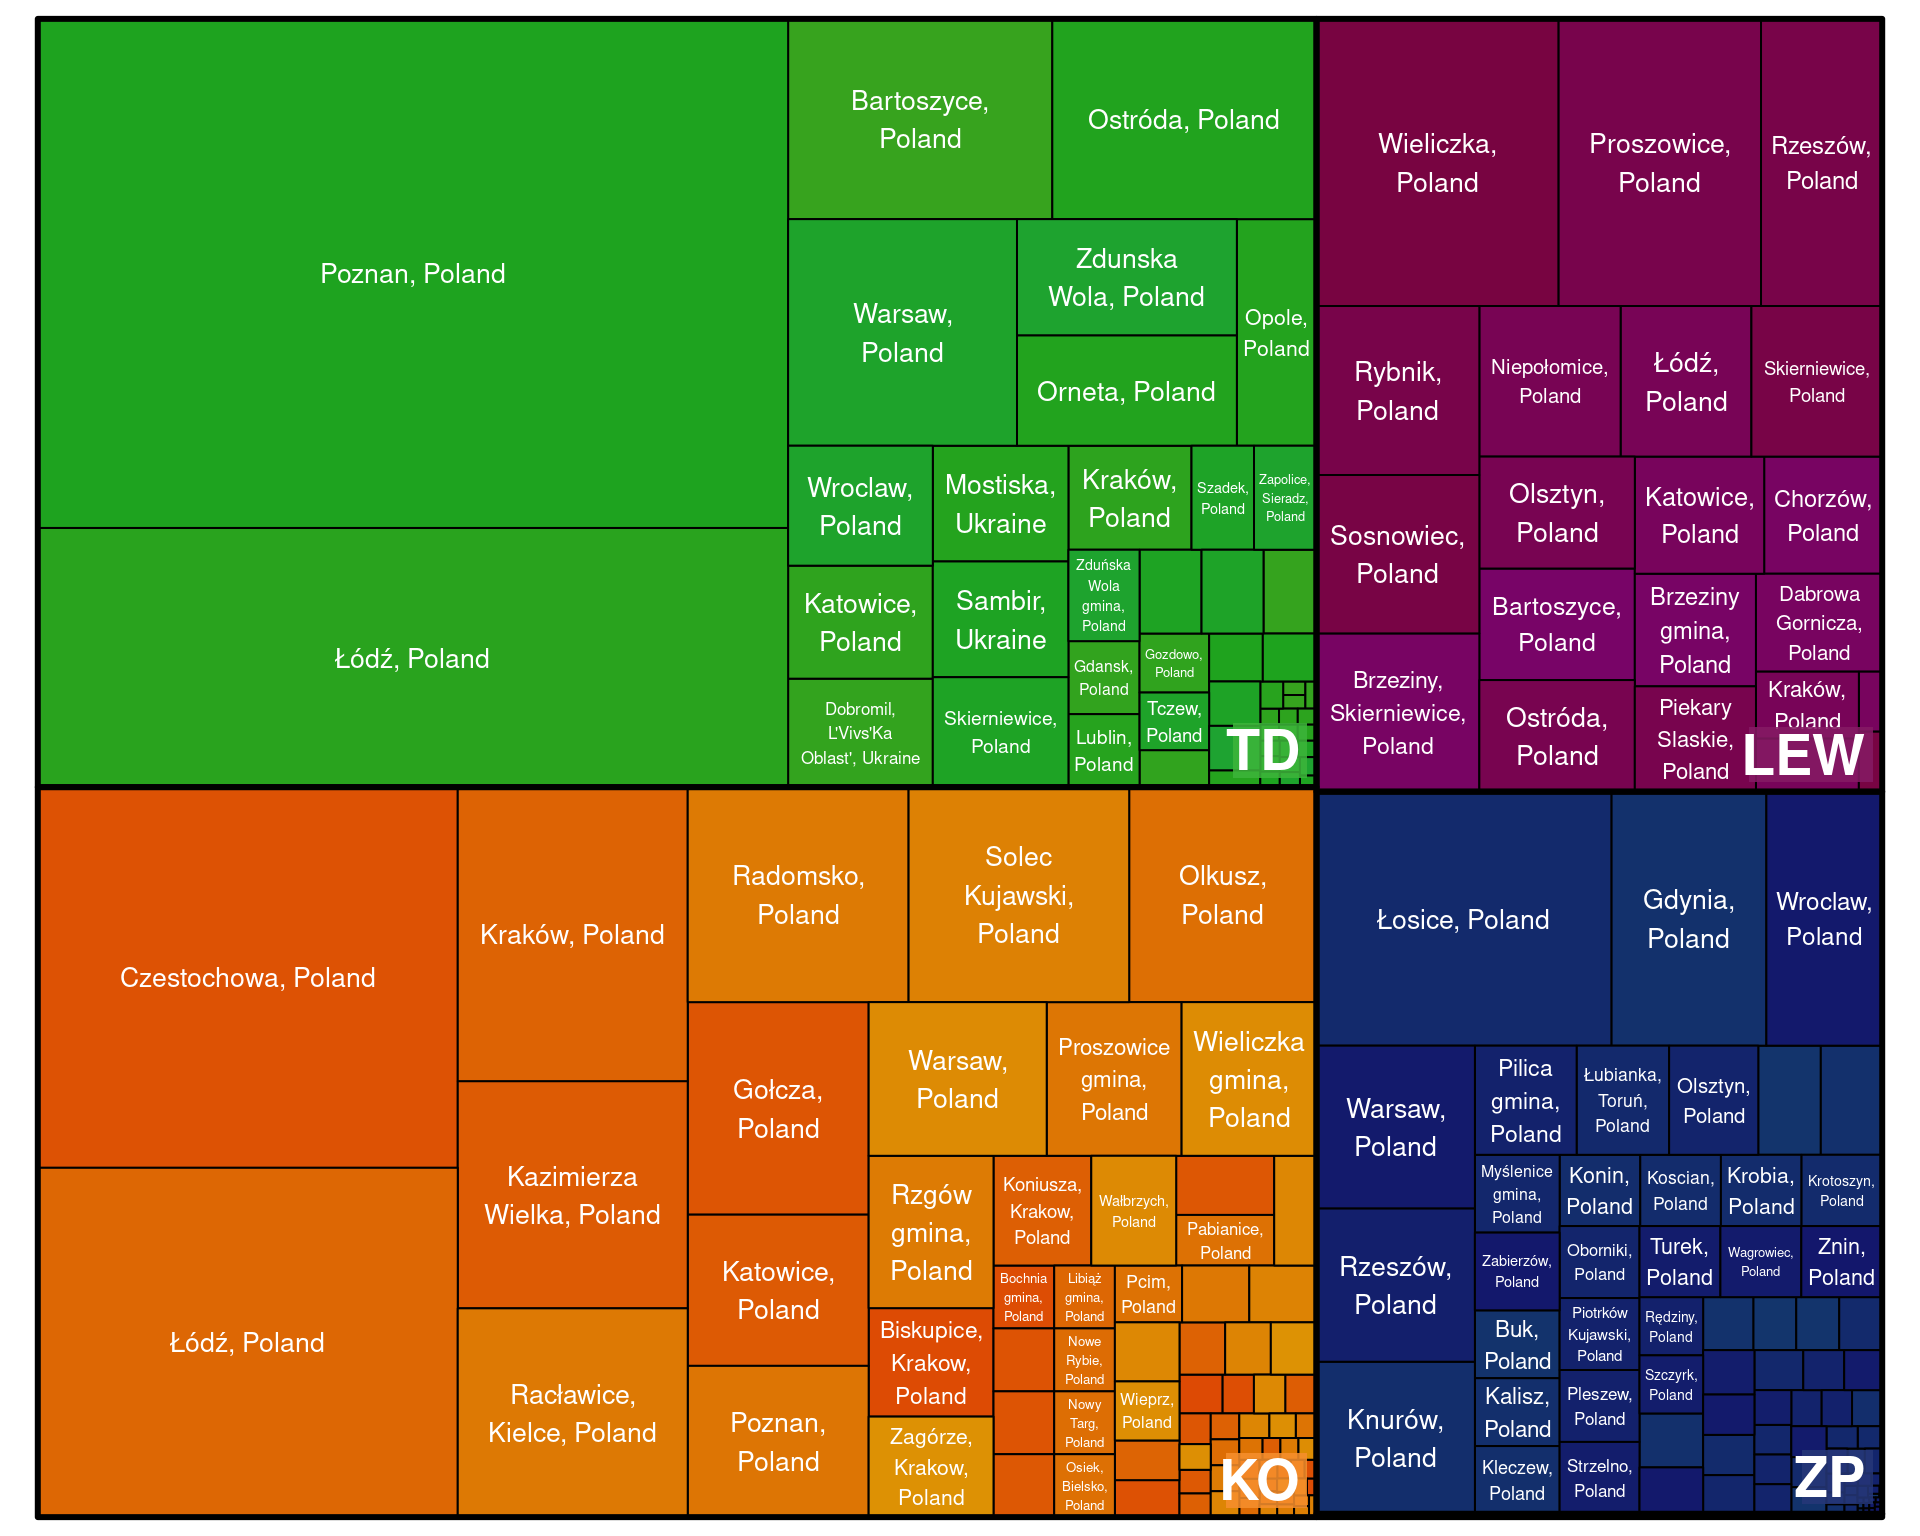 Poznan, Poland
Łódź, Poland
Bartoszyce,
Poland
Ostróda, Poland
Warsaw,
Poland
Zdunska
Wola, Poland
Orneta, Poland
Opole,
Poland
Wroclaw,
Poland
Katowice,
Poland
Dobromil,
L'Vivs'Ka
Oblast', Ukraine
Mostiska,
Ukraine
Sambir,
Ukraine
Skierniewice,
Poland
Kraków,
Poland
Szadek,
Poland
Zapolice,
Sieradz,
Poland
Zduńska
Wola
gmina,
Poland
Gdansk,
Poland
Lublin,
Poland
Gozdowo,
Poland
Tczew,
Poland
TD
Wieliczka,
Poland
Proszowice,
Poland
Rzeszów,
Poland
Rybnik,
Poland
Sosnowiec,
Poland
Brzeziny,
Skierniewice,
Poland
Niepołomice,
Poland
Łódź,
Poland
Skierniewice,
Poland
Olsztyn,
Poland
Bartoszyce,
Poland
Ostróda,
Poland
Katowice,
Poland
Chorzów,
Poland
Brzeziny
gmina,
Poland
Piekary
Slaskie,
Poland
Dabrowa
Gornicza,
Poland
Kraków,
Poland
LEW
Czestochowa, Poland
Łódź, Poland
Kraków, Poland
Kazimierza
Wielka, Poland
Racławice,
Kielce, Poland
Radomsko,
Poland
Solec
Kujawski,
Poland
Olkusz,
Poland
Gołcza,
Poland
Katowice,
Poland
Poznan,
Poland
Warsaw,
Poland
Proszowice
gmina,
Poland
Wieliczka
gmina,
Poland
Rzgów
gmina,
Poland
Biskupice,
Krakow,
Poland
Zagórze,
Krakow,
Poland
Koniusza,
Krakow,
Poland
Wałbrzych,
Poland
Pabianice,
Poland
Bochnia
gmina,
Poland
Libiąż
gmina,
Poland
Pcim,
Poland
Nowe
Rybie,
Poland
Nowy
Targ,
Poland
Osiek,
Bielsko,
Poland
Wieprz,
Poland
KO
Łosice, Poland
Gdynia,
Poland
Wroclaw,
Poland
Warsaw,
Poland
Rzeszów,
Poland
Knurów,
Poland
Pilica
gmina,
Poland
Łubianka,
Toruń,
Poland
Olsztyn,
Poland
Myślenice
gmina,
Poland
Zabierzów,
Poland
Buk,
Poland
Kalisz,
Poland
Kleczew,
Poland
Konin,
Poland
Koscian,
Poland
Krobia,
Poland
Krotoszyn,
Poland
Oborniki,
Poland
Turek,
Poland
Wagrowiec,
Poland
Znin,
Poland
Piotrków
Kujawski,
Poland
Pleszew,
Poland
Strzelno,
Poland
Rędziny,
Poland
Szczyrk,
Poland
ZP